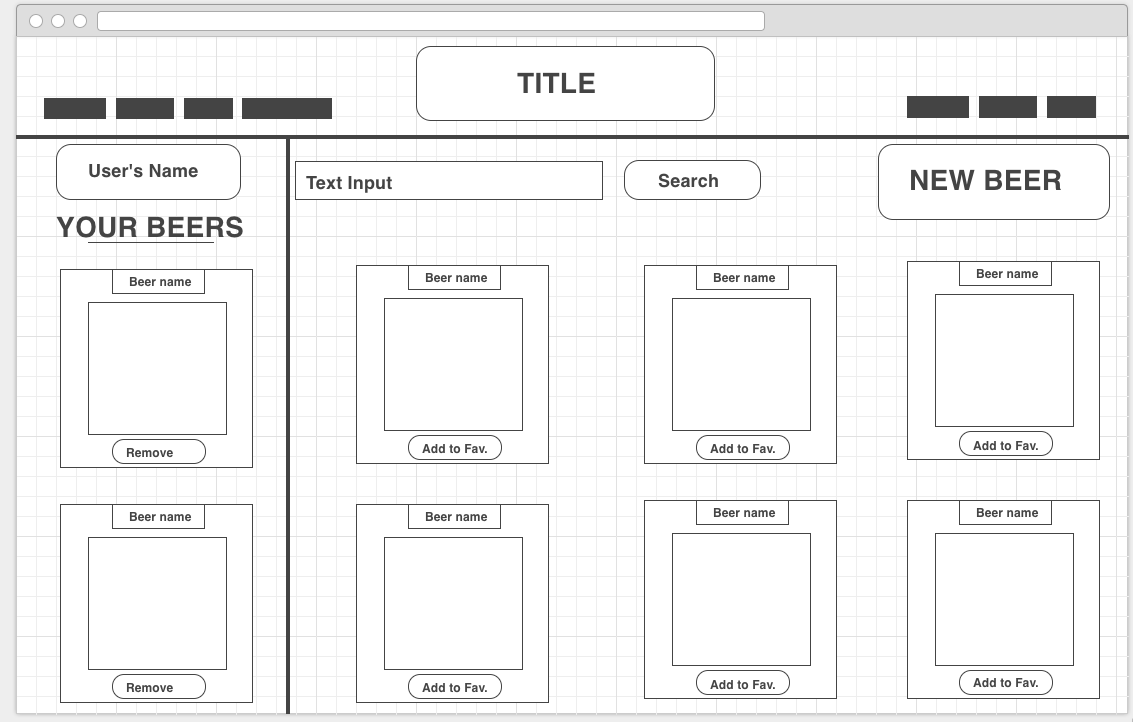 TITLE
User's Name
YOUR BEERS
Text Input
Search
NEW BEER
Beer name
Remove
Beer name
Remove
Beer name
Add to Fav.
Beer name
Add to Fav.
Beer name
Add to Fav.
Beer name
Add to Fav.
Beer name
Add to Fav.
Beer name
Add to Fav.